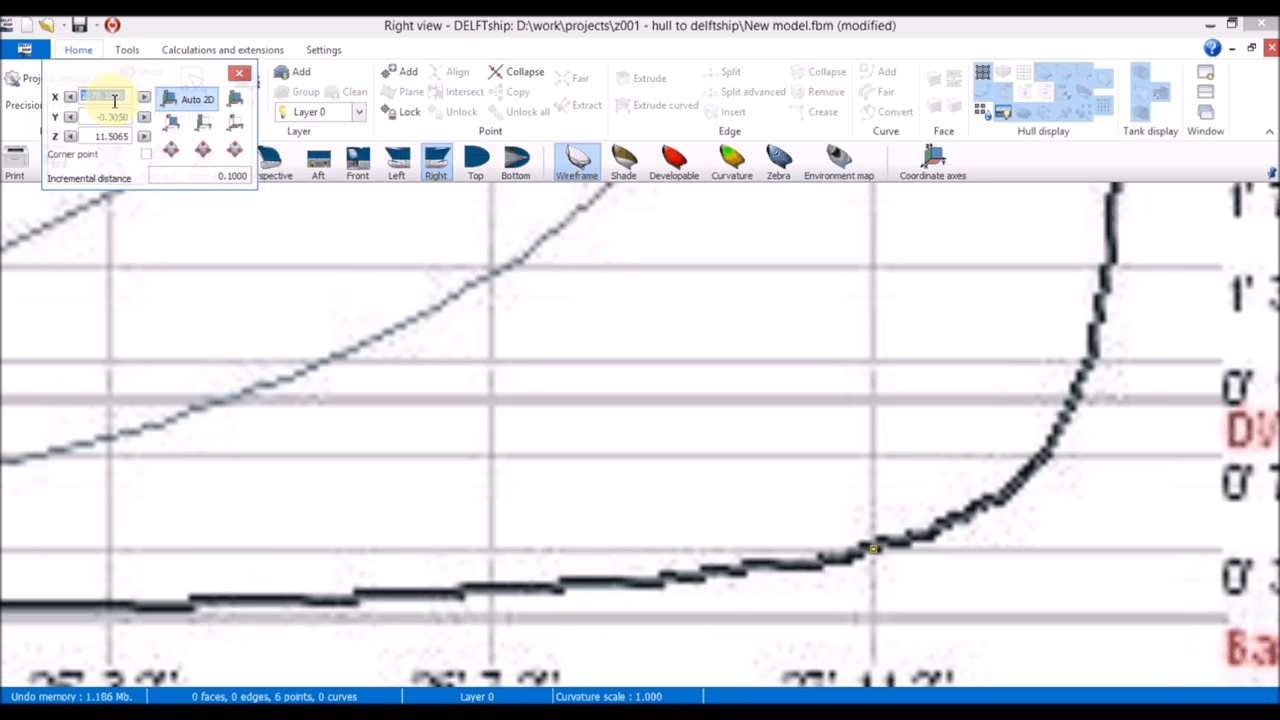 Right view - DELFTship: D:\work\projects\z001 - hull to delftship\New model.fbm (modified)
Home Tools Calculations and extensions Settings
Undo
Add Add Align Collapse Fair Extrude Split Collapse Add
X Auto 2D Group Clean Plane Intersect Copy Extract Extrude curved Split advanced Merge Fair
Precision
Y -0.3050 Layer 0 Lock Unlock Unlock all Insert Crease Convert
Z 11.5065 Layer Point Edge Curve Face Hull display Tank display Window
Corner point
Print Aft Front Left Right Top Bottom Wireframe Shade Developable Curvature Zebra Environment map Coordinate axes
Incremental distance 0.1000
0'
Undo memory : 1.186 Mb. 0 faces, 0 edges, 6 points, 0 curves Layer 0 Curvature scale : 1.000